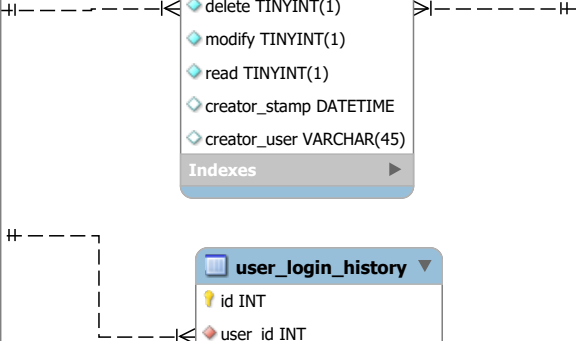 delete TINYINT(1)
modify TINYINT(1)
read TINYINT(1)
creator_stamp DATETIME
creator_user VARCHAR(45)
Indexes
user_login_history
id INT
user_id INT